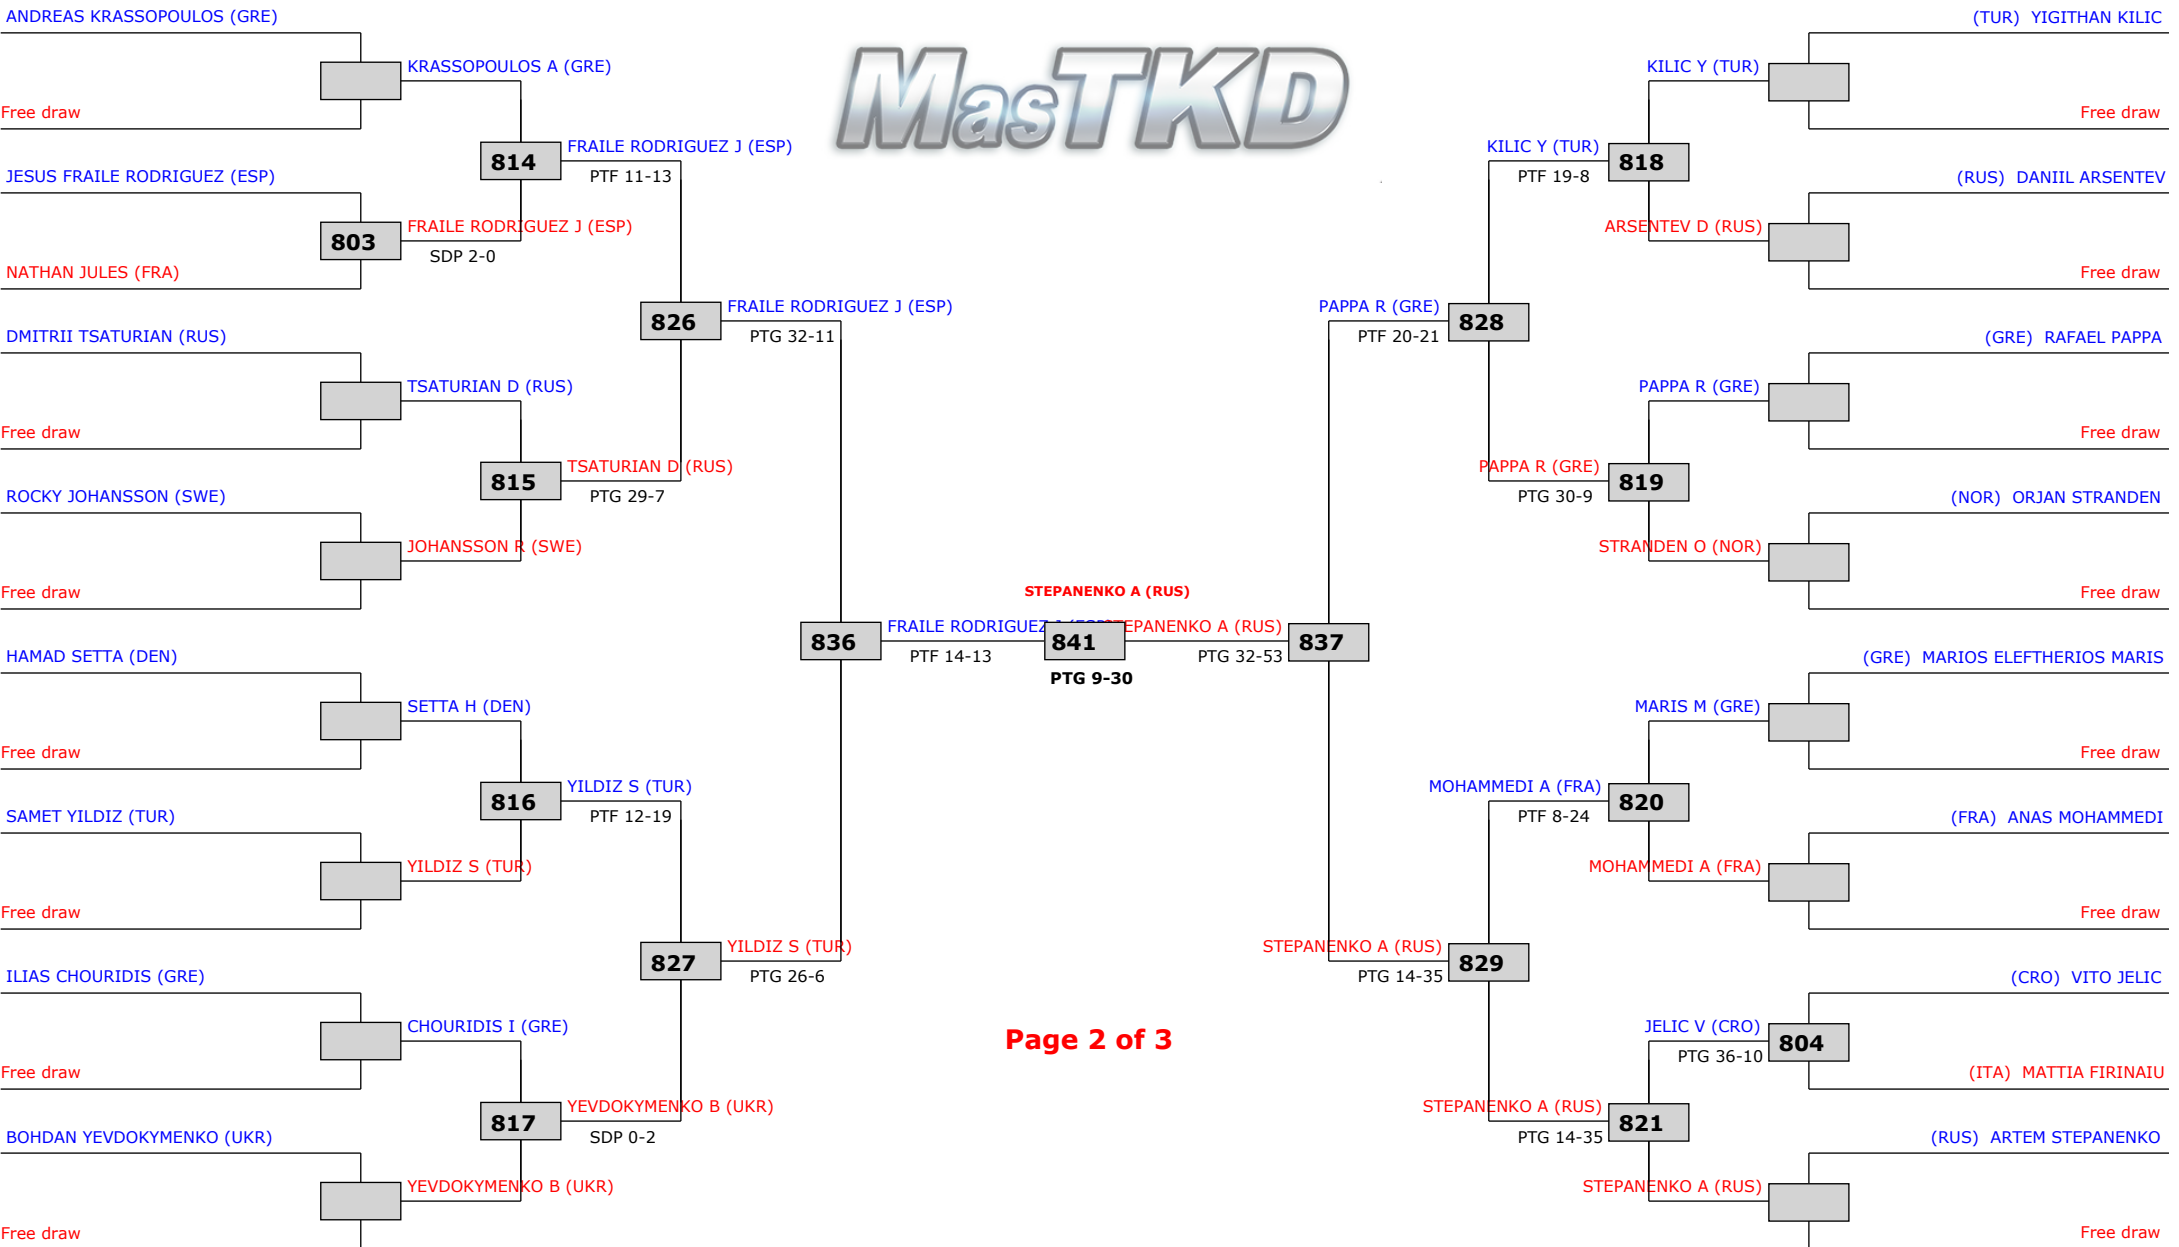 ANDREAS KRASSOPOULOS (GRE)
Free draw
JESUS FRAILE RODRIGUEZ (ESP)
NATHAN JULES (FRA)
DMITRII TSATURIAN (RUS)
Free draw
ROCKY JOHANSSON (SWE)
Free draw
HAMAD SETTA (DEN)
Free draw
SAMET YILDIZ (TUR)
Free draw
ILIAS CHOURIDIS (GRE)
Free draw
BOHDAN YEVDOKYMENKO (UKR)
Free draw
KRASSOPOULOS A (GRE)
803
FRAILE RODRIGUEZ J (ESP)
SDP 2-0
TSATURIAN D (RUS)
JOHANSSON R (SWE)
SETTA H (DEN)
YILDIZ S (TUR)
CHOURIDIS I (GRE)
YEVDOKYMENKO B (UKR)
814
FRAILE RODRIGUEZ J (ESP)
PTF 11-13
815
TSATURIAN D (RUS)
PTG 29-7
816
YILDIZ S (TUR)
PTF 12-19
817
YEVDOKYMENKO B (UKR)
SDP 0-2
826
FRAILE RODRIGUEZ J (ESP)
PTG 32-11
827
YILDIZ S (TUR)
PTG 26-6
MasTKD
STEPANENKO A (RUS)
836
FRAILE RODRIGUEZ
PTF 14-13
841
PTG 9-30
STEPANENKO A (RUS)
PTG 32-53
837
Page 2 of 3
PAPPA R (GRE)
PTF 20-21
828
STEPANENKO A (RUS)
PTG 14-35
829
KILIC Y (TUR)
PTF 19-8
818
PAPPA R (GRE)
PTG 30-9
819
MOHAMMEDI A (FRA)
PTF 8-24
820
STEPANENKO A (RUS)
PTG 14-35
821
KILIC Y (TUR)
ARSENTEV D (RUS)
PAPPA R (GRE)
STRANDEN O (NOR)
MARIS M (GRE)
MOHAMMEDI A (FRA)
JELIC V (CRO)
PTG 36-10
804
STEPANENKO A (RUS)
(TUR) YIGITHAN KILIC
Free draw
(RUS) DANIIL ARSENTEV
Free draw
(GRE) RAFAEL PAPPA
Free draw
(NOR) ORJAN STRANDEN
Free draw
(GRE) MARIOS ELEFTHERIOS MARIS
Free draw
(FRA) ANAS MOHAMMEDI
Free draw
(CRO) VITO JELIC
(ITA) MATTIA FIRINAIU
(RUS) ARTEM STEPANENKO
Free draw